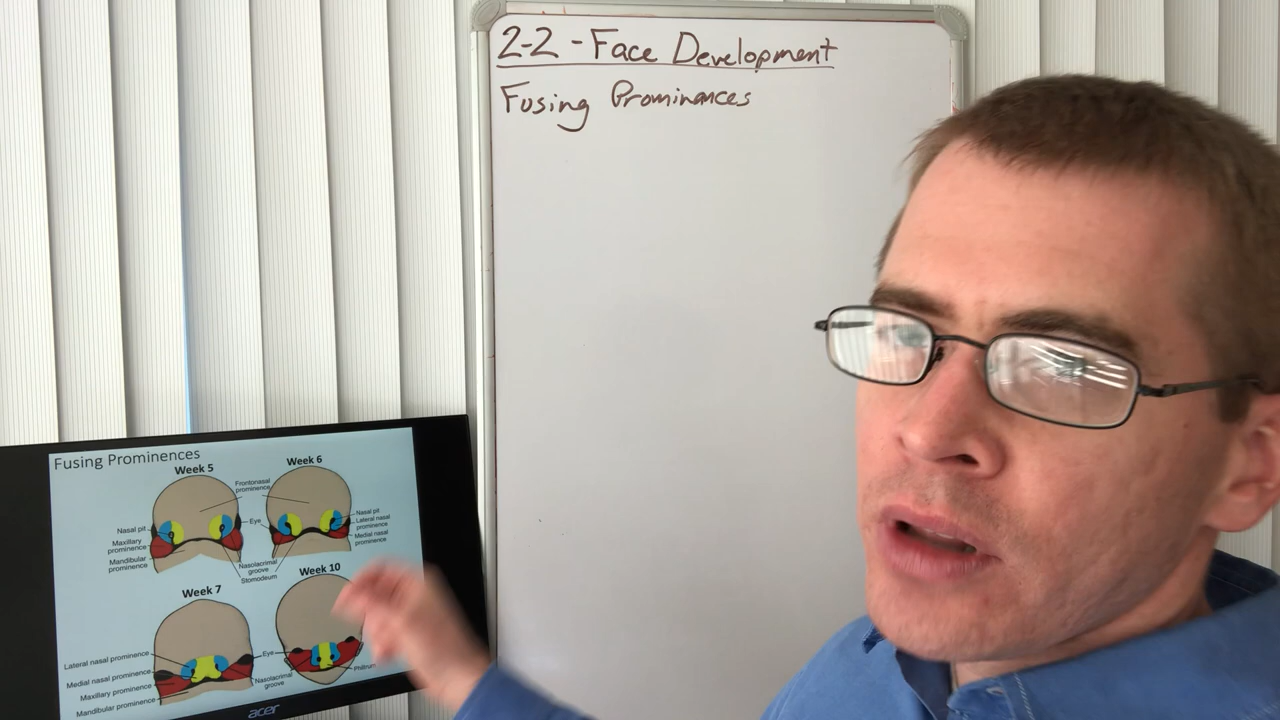 2-2 - Face Development
Fusing Prominances
Fusing Prominences
Week 5
Week 6
Frontonasal
prominence
Nasal pit
Maxillary
prominence
Mandibular
prominence
Eye
Nasal pit
Lateral nasal
prominence
Medial nasal
prominence
Nasolacrimal
groove
Stomodeum
Week 7
Week 10
Lateral nasal prominence
Medial nasal prominence
Maxillary prominence
Mandibular prominence
Eye
Nasolacrimal
groove
Philtrum
acer